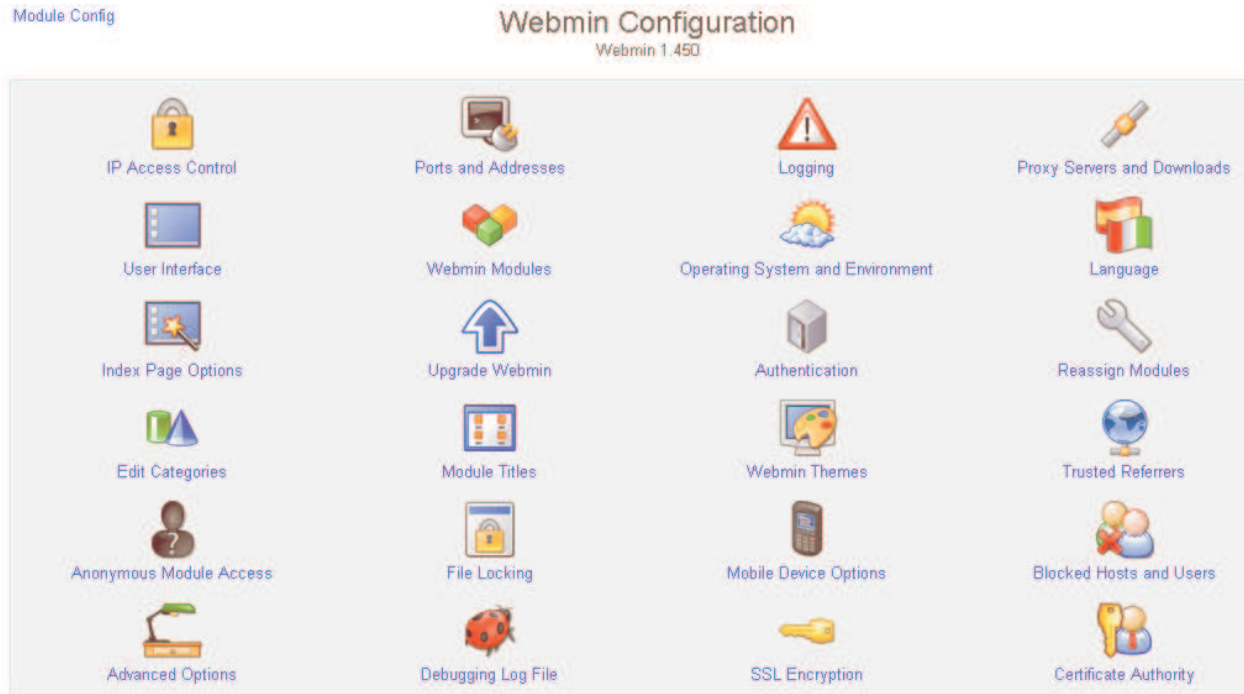 Module Config
Webmin Configuration
Webmin 1.450
IP Access Control
Ports and Addresses
Logging
Proxy Servers and Downloads
User Interface
Webmin Modules
Operating System and Environment
Language
Index Page Options
Upgrade Webmin
Authentication
Reassign Modules
Edit Categories
Module Titles
Webmin Themes
Trusted Referrers
Anonymous Module Access
File Locking
Mobile Device Options
Blocked Hosts and Users
Advanced Options
Debugging Log File
SSL Encryption
Certificate Authority